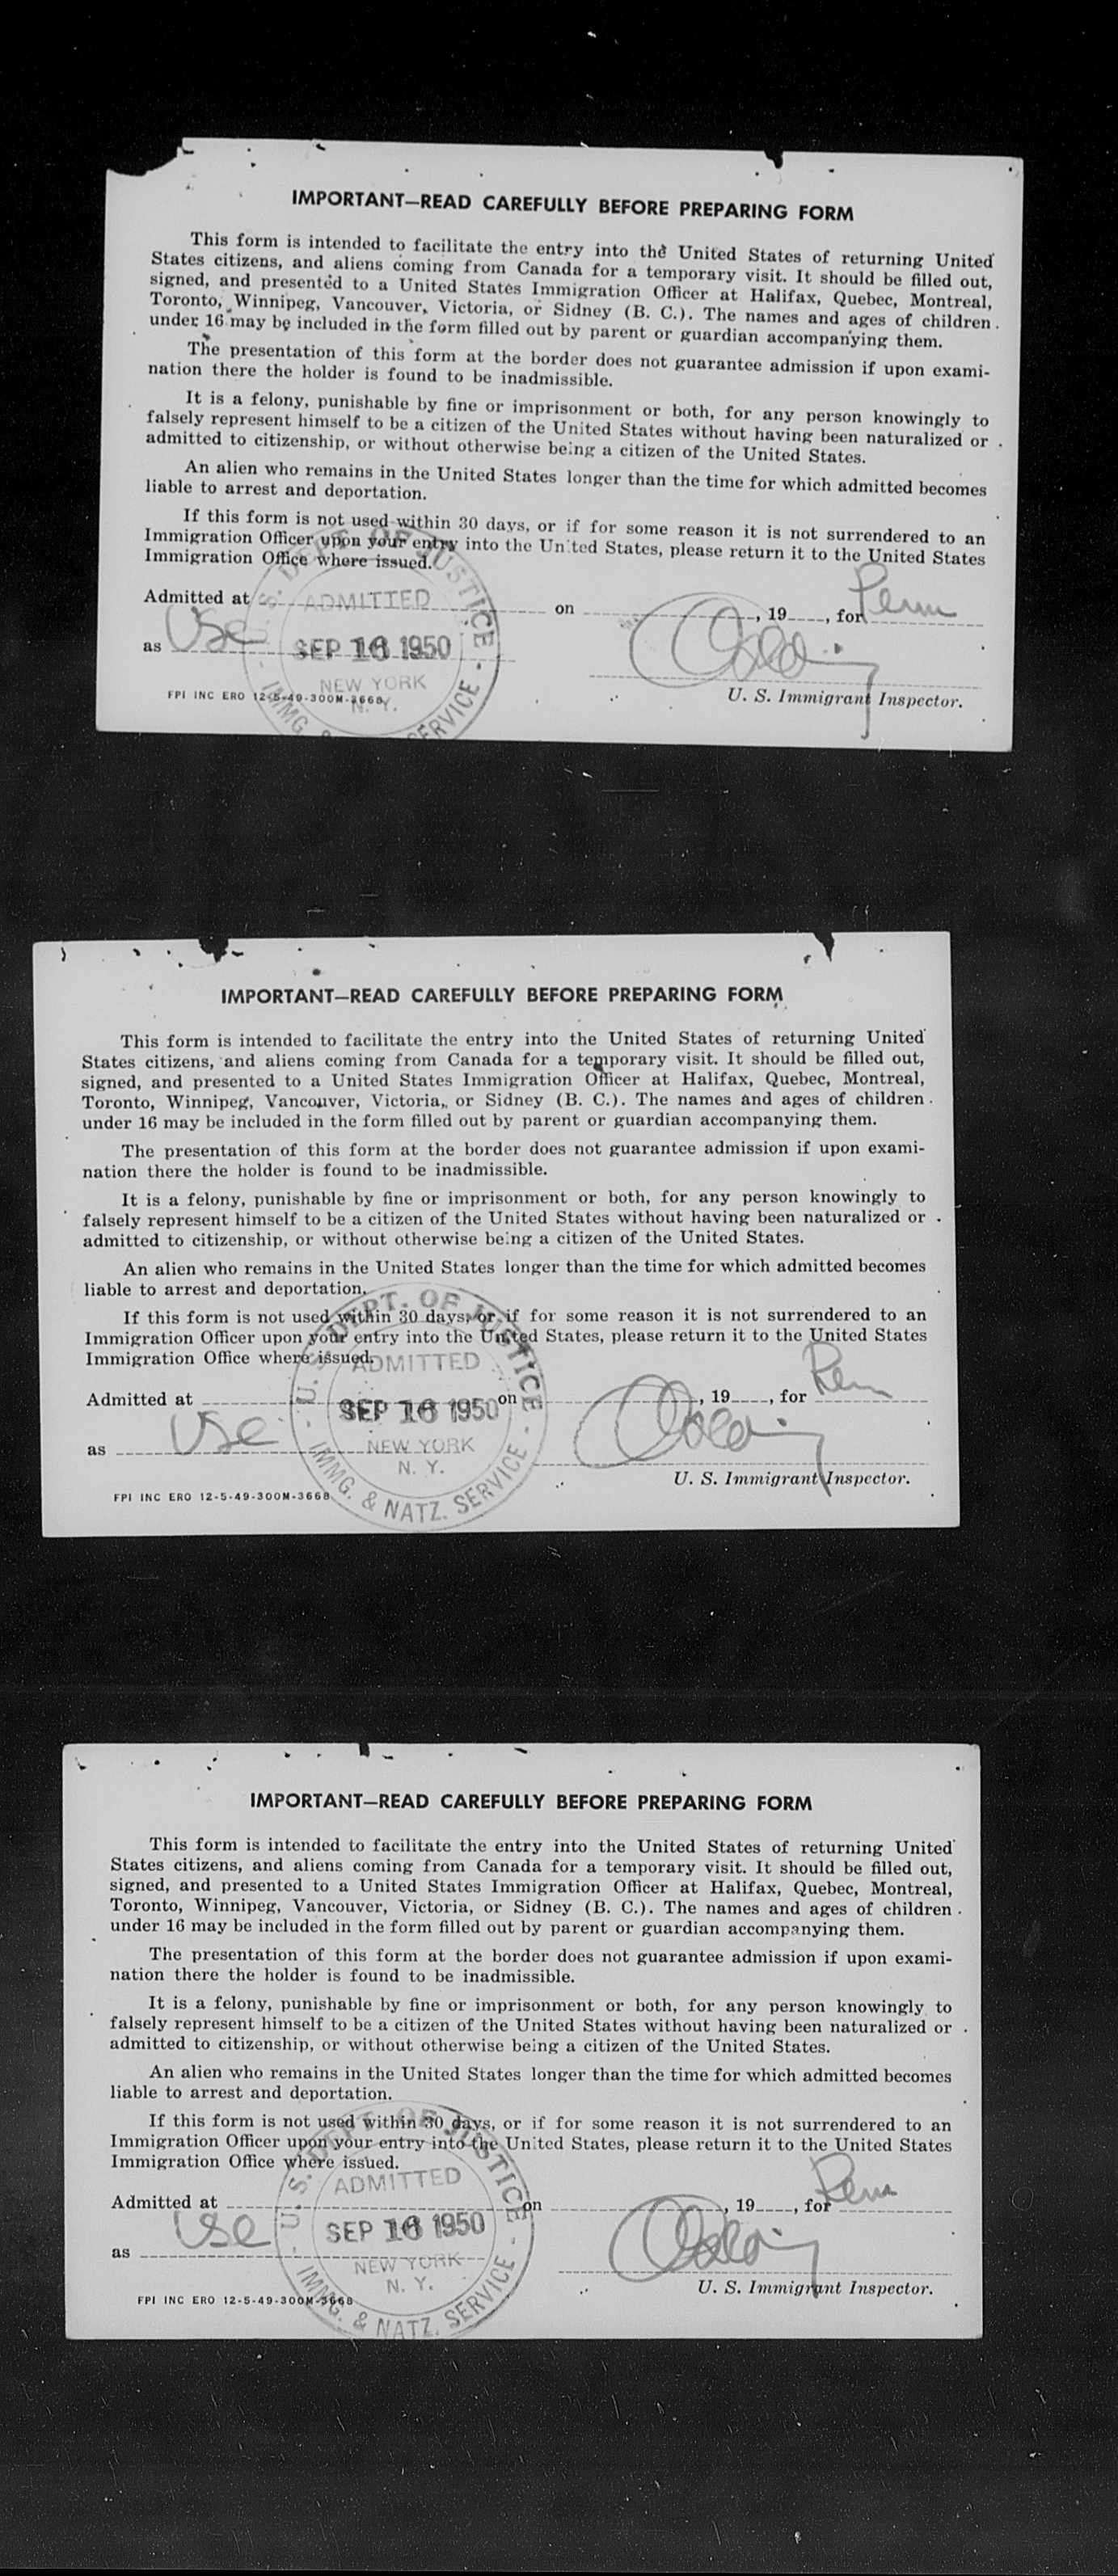 IMPORTANT—READ CAREFULLY BEFORE PREPARING FORM
This form is intended to facilitate the entry into the United States of returning United
States citizens, and aliens coming from Canada for a temporary visit. It should be filled out,
signed, and presented to a United States Immigration Officer at Halifax, Quebec, Montreal,
Toronto, Winnipeg, Vancouver, Victoria, or Sidney (B. C.). The names and ages of children
under 16 may be included in the form filled out by parent or guardian accompanying them.
The presentation of this form at the border does not guarantee admission if upon exami-
nation there the holder is found to be inadmissible.
It is a felony, punishable by fine or imprisonment or both, for any person knowingly to
falsely represent himself to be a citizen of the United States without having been naturalized or
admitted to citizenship, or without otherwise being a citizen of the United States.
An alien who remains in the United States longer than the time for which admitted becomes
liable to arrest and deportation.
If this form is not used within 30 days, or if for some reason it is not surrendered to an
Immigration Officer upon your entry into the United States, please return it to the United States
Immigration Office where issued.
Admitted at on , 19 , for Perm
as USC
U. S. DEPT. OF JUSTICE
ADMITTED
SEP 16 1950
NEW YORK
N. Y.
IMMG. & SERVICE
FPI INC ERO 12-5-49-300M-3668
U. S. Immigrant Inspector.
IMPORTANT—READ CAREFULLY BEFORE PREPARING FORM
This form is intended to facilitate the entry into the United States of returning United
States citizens, and aliens coming from Canada for a temporary visit. It should be filled out,
signed, and presented to a United States Immigration Officer at Halifax, Quebec, Montreal,
Toronto, Winnipeg, Vancouver, Victoria, or Sidney (B. C.). The names and ages of children
under 16 may be included in the form filled out by parent or guardian accompanying them.
The presentation of this form at the border does not guarantee admission if upon exami-
nation there the holder is found to be inadmissible.
It is a felony, punishable by fine or imprisonment or both, for any person knowingly to
falsely represent himself to be a citizen of the United States without having been naturalized or
admitted to citizenship, or without otherwise being a citizen of the United States.
An alien who remains in the United States longer than the time for which admitted becomes
liable to arrest and deportation.
If this form is not used within 30 days, or if for some reason it is not surrendered to an
Immigration Officer upon your entry into the United States, please return it to the United States
Immigration Office where issued.
Admitted at on , 19 , for Perm
as USC
U. S. DEPT. OF JUSTICE
ADMITTED
SEP 16 1950
NEW YORK
N. Y.
IMMG. & NATZ. SERVICE
FPI INC ERO 12-5-49-300M-3668
U. S. Immigrant Inspector.
IMPORTANT—READ CAREFULLY BEFORE PREPARING FORM
This form is intended to facilitate the entry into the United States of returning United
States citizens, and aliens coming from Canada for a temporary visit. It should be filled out,
signed, and presented to a United States Immigration Officer at Halifax, Quebec, Montreal,
Toronto, Winnipeg, Vancouver, Victoria, or Sidney (B. C.). The names and ages of children
under 16 may be included in the form filled out by parent or guardian accompanying them.
The presentation of this form at the border does not guarantee admission if upon exami-
nation there the holder is found to be inadmissible.
It is a felony, punishable by fine or imprisonment or both, for any person knowingly to
falsely represent himself to be a citizen of the United States without having been naturalized or
admitted to citizenship, or without otherwise being a citizen of the United States.
An alien who remains in the United States longer than the time for which admitted becomes
liable to arrest and deportation.
If this form is not used within 30 days, or if for some reason it is not surrendered to an
Immigration Officer upon your entry into the United States, please return it to the United States
Immigration Office where issued.
Admitted at on , 19 , for Perm
as USC
U. S. DEPT. OF JUSTICE
ADMITTED
SEP 16 1950
NEW YORK
N. Y.
IMMG. & NATZ. SERVICE
FPI INC ERO 12-5-49-300M-3668
U. S. Immigrant Inspector.